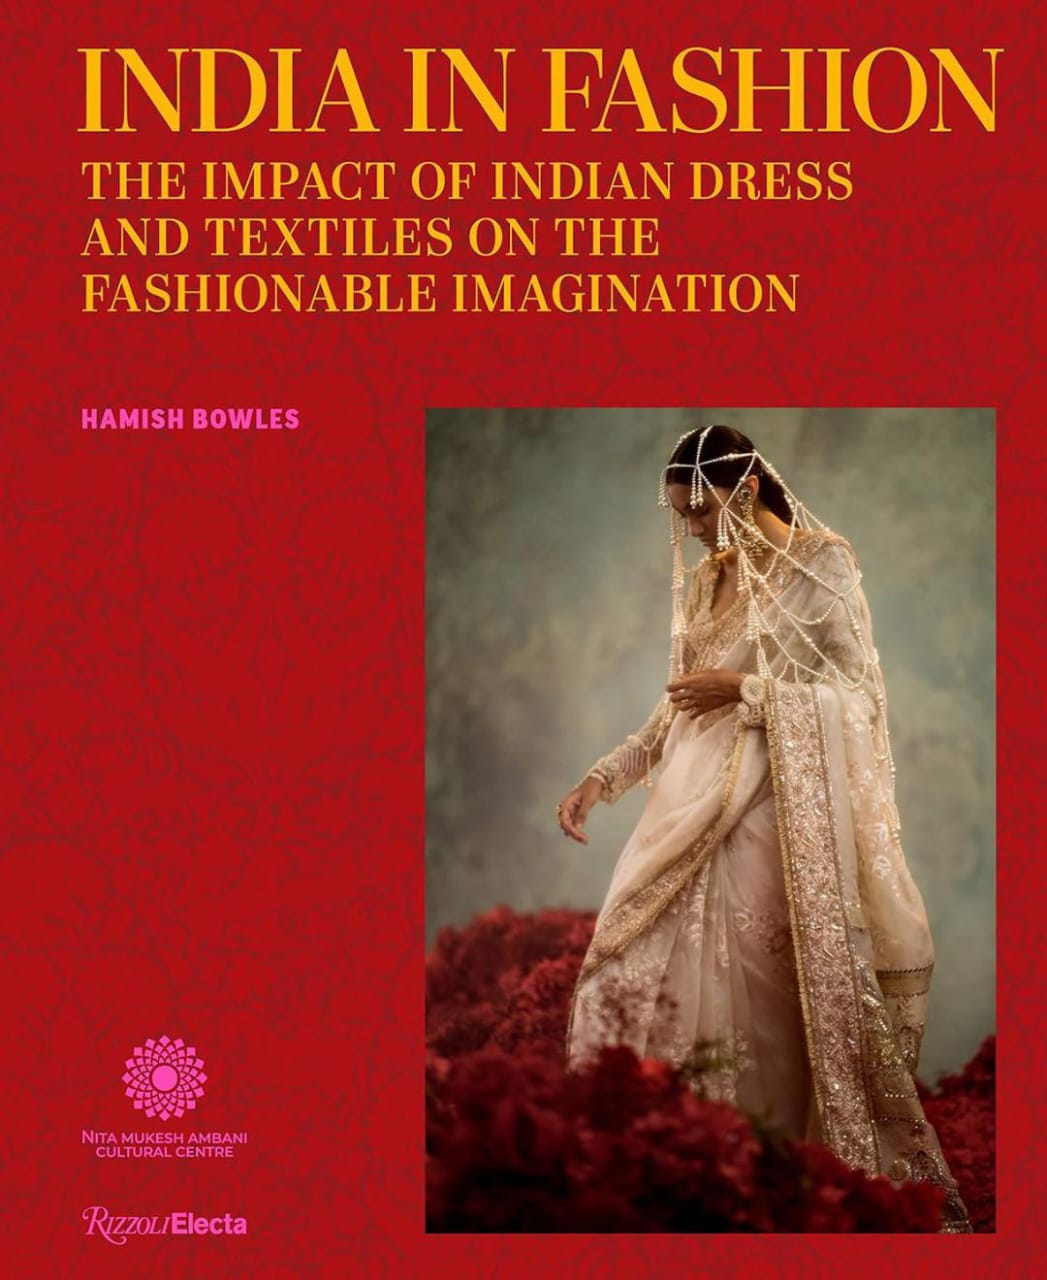 INDIA IN FASHION
THE IMPACT OF INDIAN DRESS
AND TEXTILES ON THE
FASHIONABLE IMAGINATION
HAMISH BOWLES
NITA MUKESH AMBANI
CULTURAL CENTRE
RIZZOLIElecta